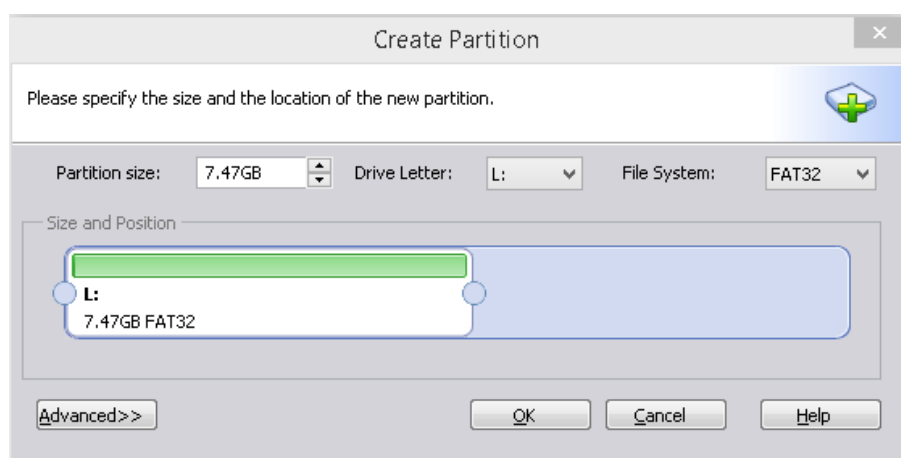 Create Partition
Please specify the size and the location of the new partition.
Partition size: 7.47GB Drive Letter: L: File System: FAT32
Size and Position
L:
7.47GB FAT32
Advanced>> OK Cancel Help